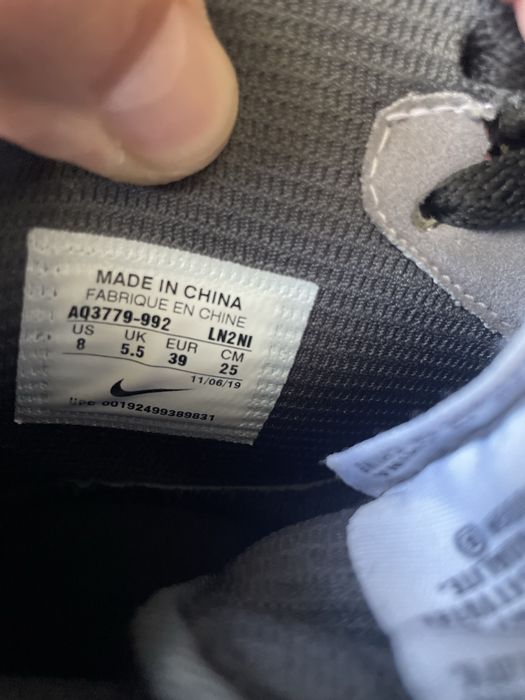 MADE IN CHINA
FABRIQUE EN CHINE
AQ3779-992 LN2NI
US UK EUR CM
8 5.5 39 25
11/06/19
00192499389831